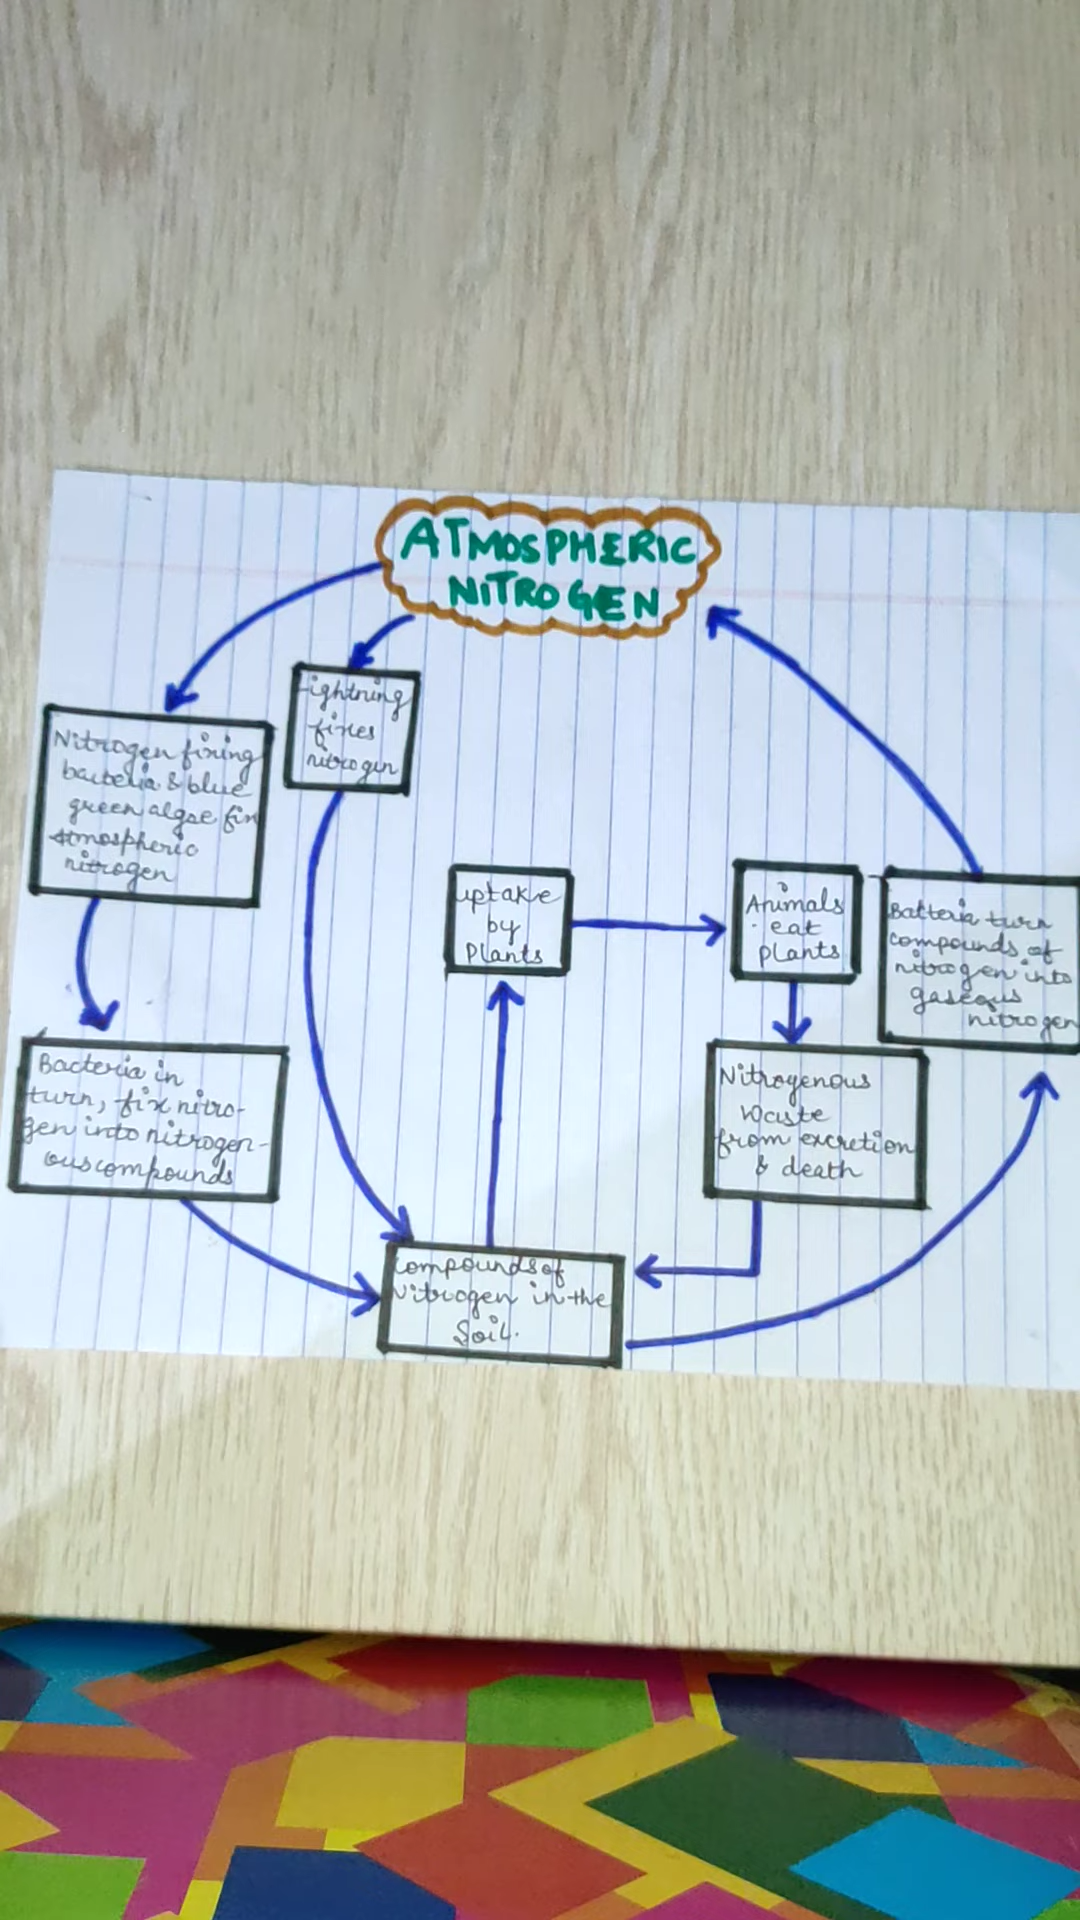 ATMOSPHERIC
NITROGEN
Lightning
fixes
nitrogen
Nitrogen fixing
bacteria & blue
green algae fix
atmospheric
nitrogen
uptake
by
Plants
Animals
eat
plants
Bacteria turn
compounds of
nitrogen into
gaseous
nitrogen
Bacteria in
turn, fix nitro-
gen into nitrogen-
ous compounds
Nitrogenous
Waste
from excretion
& death
Compounds of
Nitrogen in the
Soil.